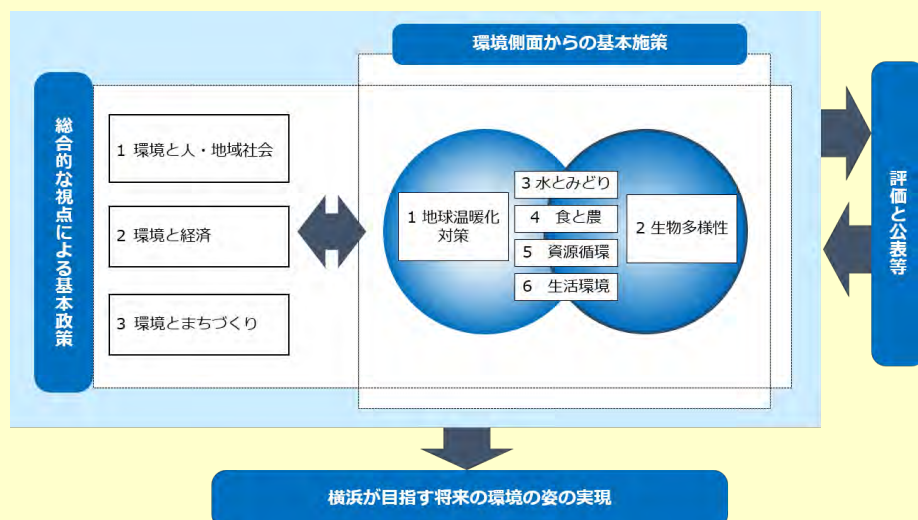 環境側面からの基本施策
総合的な視点による基本政策
1 環境と人・地域社会
2 環境と経済
3 環境とまちづくり
1 地球温暖化
対策
3 水とみどり
4 食と農
5 資源循環
6 生活環境
2 生物多様性
評価と公表等
横浜が目指す将来の環境の姿の実現